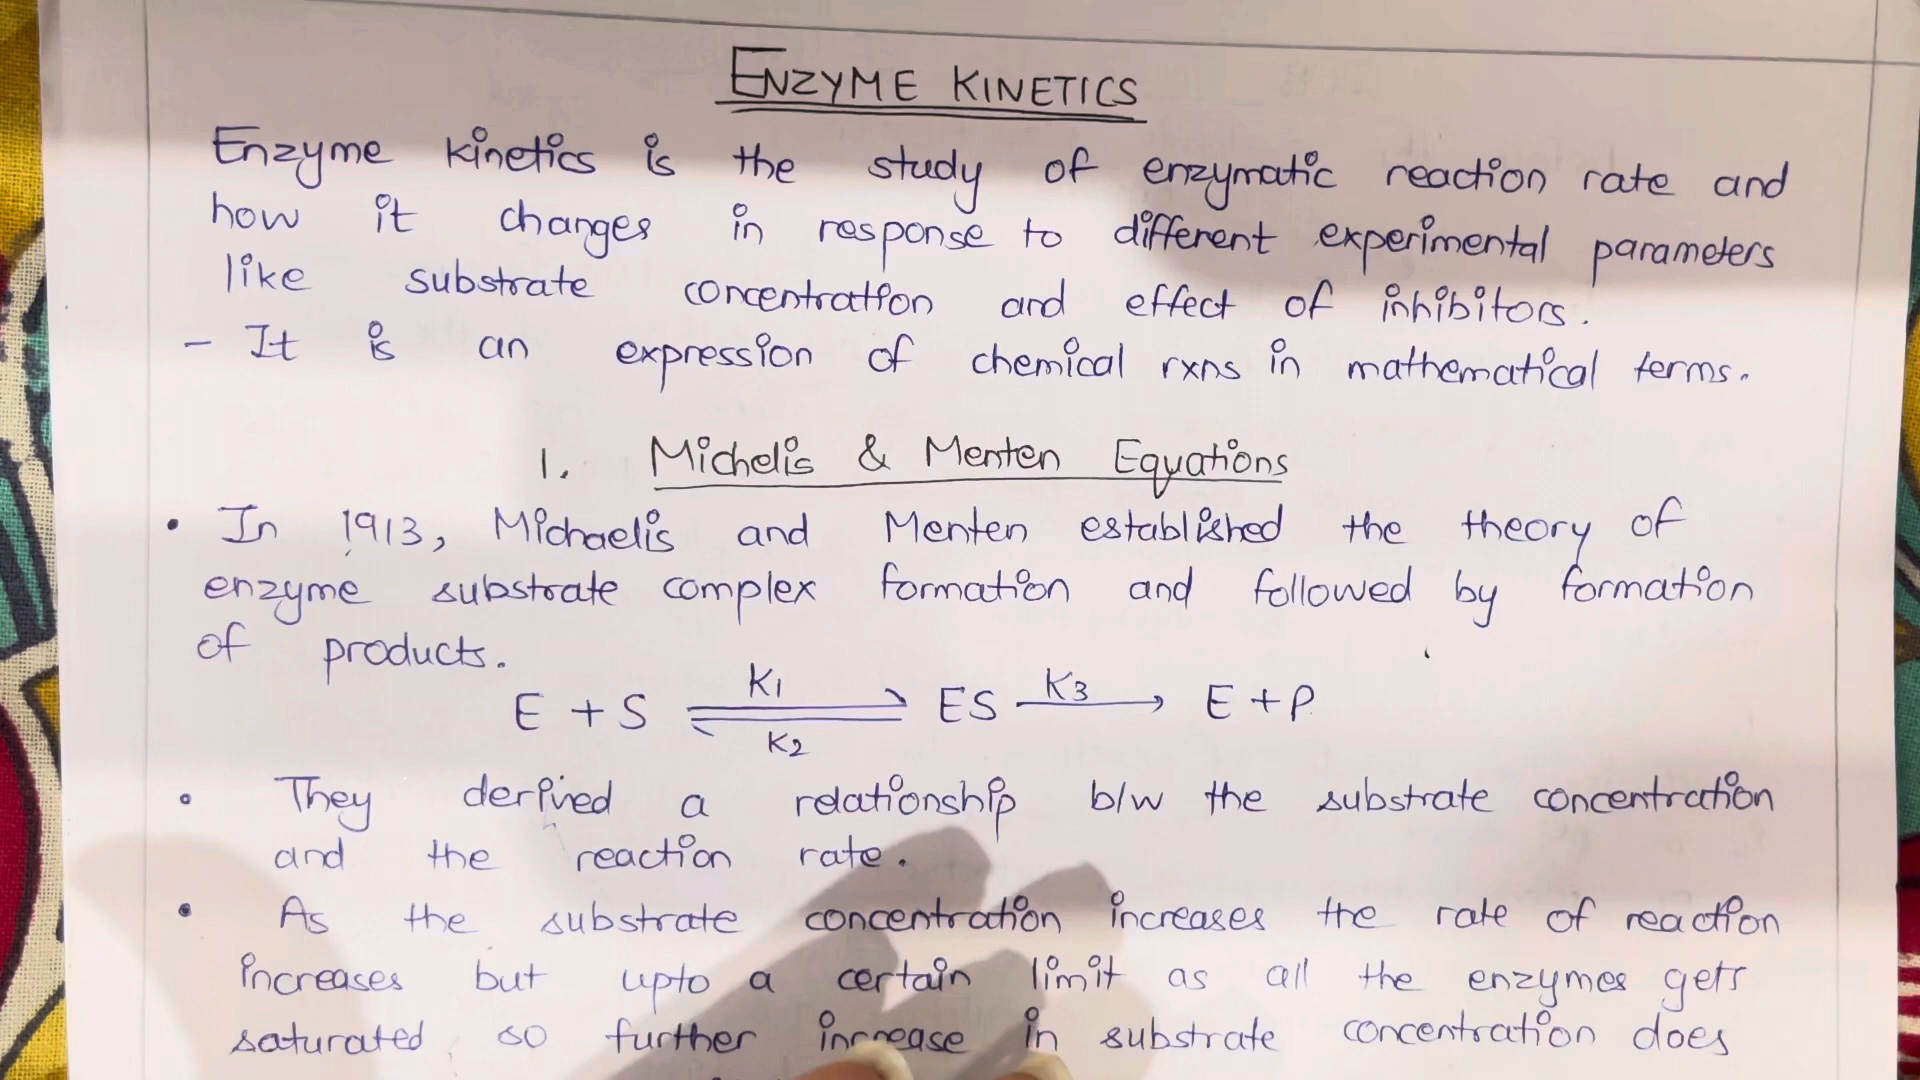 ENZYME KINETICS
Enzyme kinetics is the study of enzymatic reaction rate and
how it changes in response to different experimental parameters
like substrate concentration and effect of inhibitors.
- It is an expression of chemical rxns in mathematical terms.
1. Michelis & Menten Equations
• In 1913, Michaelis and Menten established the theory of
enzyme substrate complex formation and followed by formation
of products.
E + S ⇌ ES → E + P
K1 K3
K2
• They derived a relationship b/w the substrate concentration
and the reaction rate.
• As the substrate concentration increases the rate of reaction
increases but upto a certain limit as all the enzymes gets
saturated so further increase in substrate concentration does